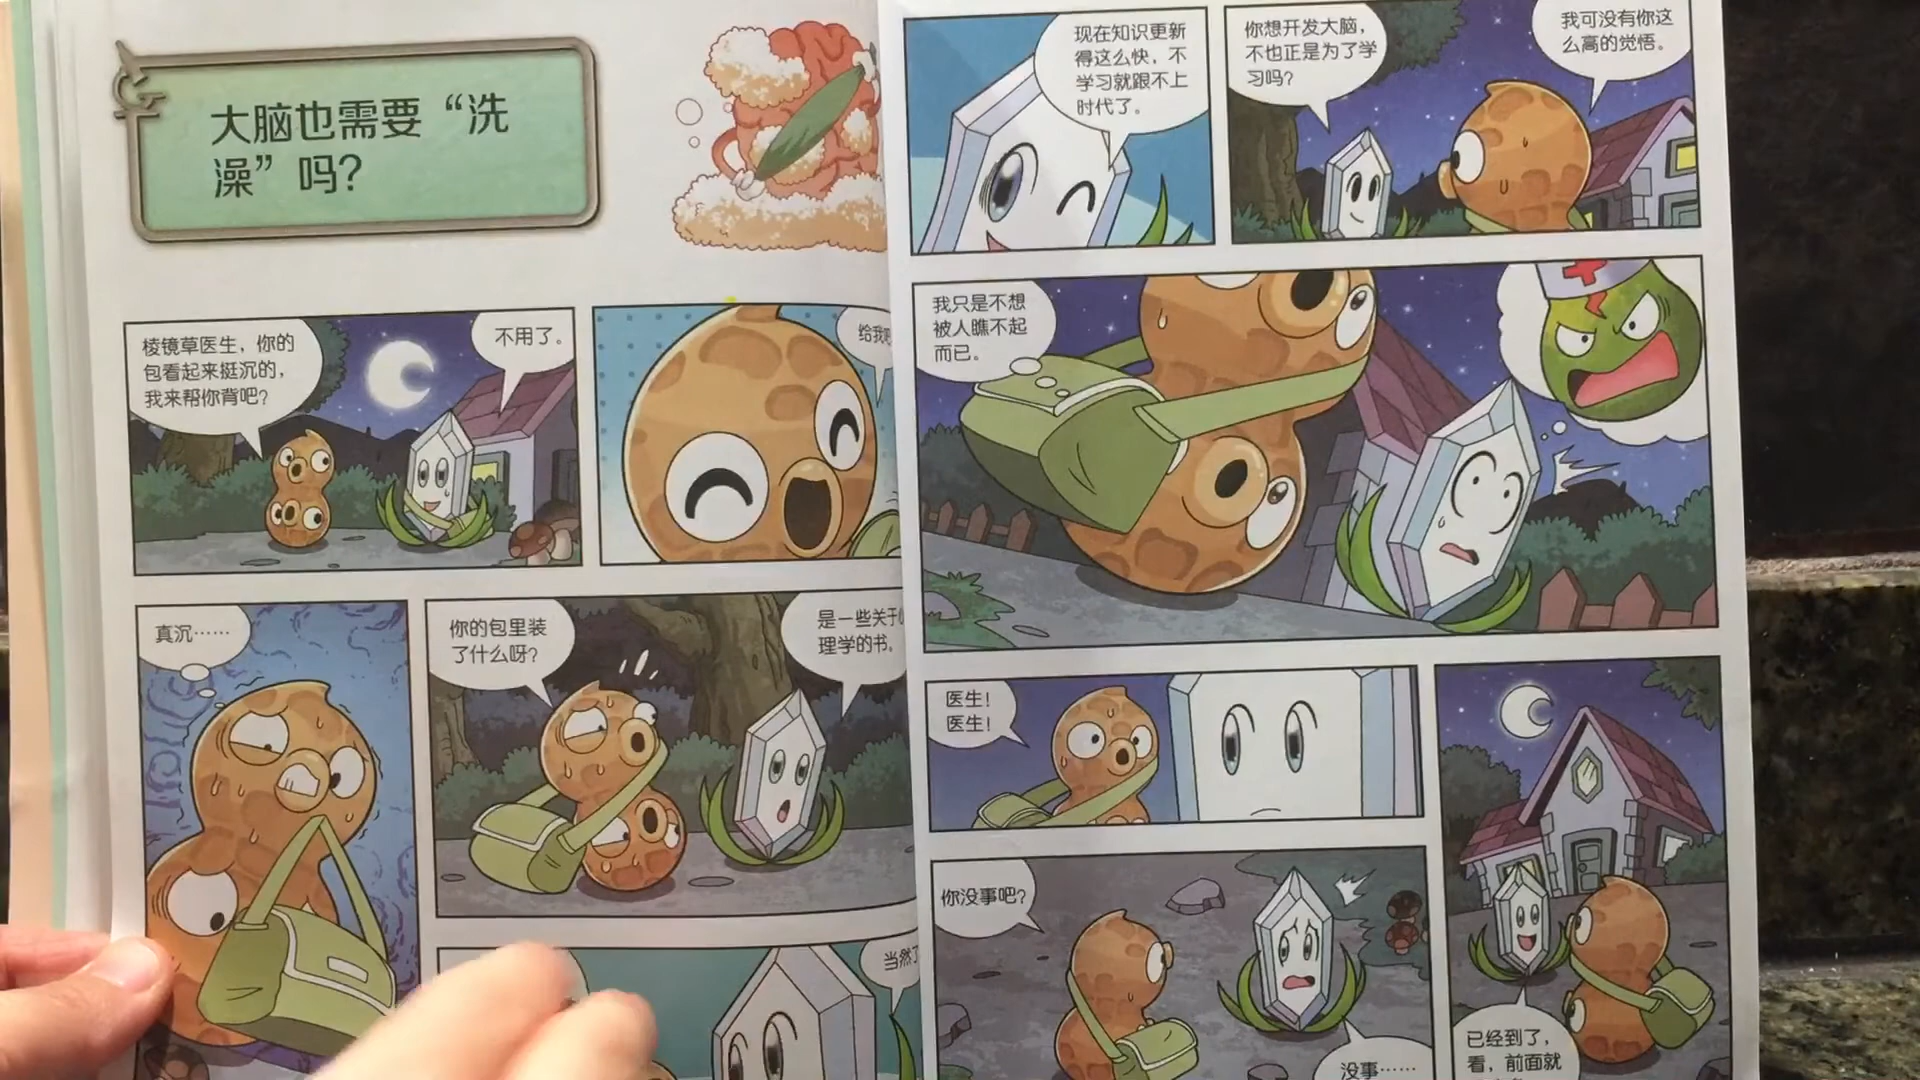 大脑也需要“洗
澡”吗?
棱镜草医生，你的
包看起来挺沉的，
我来帮你背吧?
不用了。
给我
真沉……
你的包里装
了什么呀?
是一些关于
理学的书。
当然
现在知识更新
得这么快，不
学习就跟不上
时代了。
你想开发大脑，
不也正是为了学
习吗?
我可没有你这
么高的觉悟。
我只是不想
被人瞧不起
而已。
医生!
医生!
你没事吧?
没事……
已经到了，
看，前面就